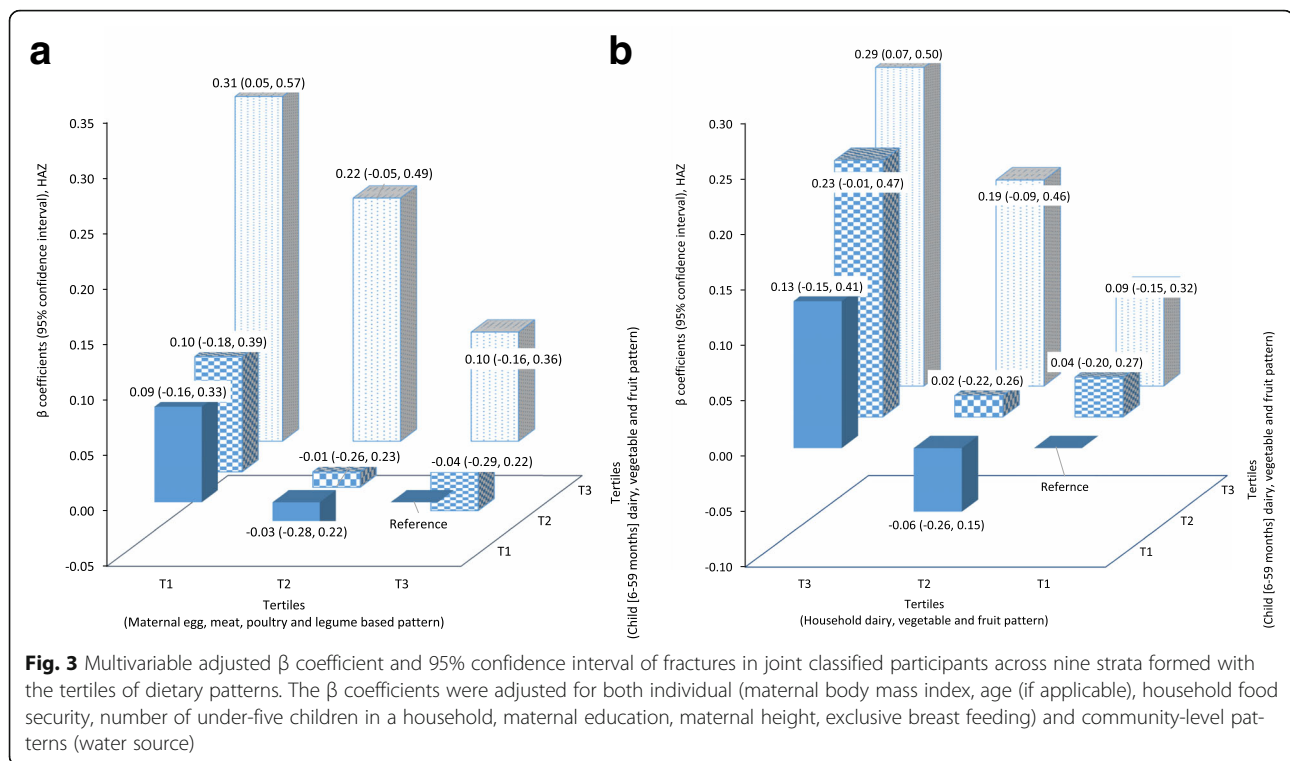 a
β coefficients (95% confidence interval), HAZ
0.35
0.30
0.25
0.20
0.15
0.10
0.05
0.00
-0.05
0.31 (0.05, 0.57)
0.22 (-0.05, 0.49)
0.10 (-0.18, 0.39)
0.10 (-0.16, 0.36)
0.09 (-0.16, 0.33)
-0.01 (-0.26, 0.23)
-0.04 (-0.29, 0.22)
-0.03 (-0.28, 0.22)
Reference
T3
T2
T1
T1
T2
T3
Tertiles
(Maternal egg, meat, poultry and legume based pattern)
Tertiles
(Child [6-59 months] dairy, vegetable and fruit pattern)
b
β coefficients (95% confidence interval), HAZ
0.30
0.25
0.20
0.15
0.10
0.05
0.00
-0.05
-0.10
0.29 (0.07, 0.50)
0.23 (-0.01, 0.47)
0.19 (-0.09, 0.46)
0.13 (-0.15, 0.41)
0.09 (-0.15, 0.32)
0.02 (-0.22, 0.26)
0.04 (-0.20, 0.27)
Refernce
-0.06 (-0.26, 0.15)
T3
T2
T1
T3
T2
T1
Tertiles
(Household dairy, vegetable and fruit pattern)
Tertiles
(Child [6-59 months] dairy, vegetable and fruit pattern)
Fig. 3 Multivariable adjusted β coefficient and 95% confidence interval of fractures in joint classified participants across nine strata formed with
the tertiles of dietary patterns. The β coefficients were adjusted for both individual (maternal body mass index, age (if applicable), household food
security, number of under-five children in a household, maternal education, maternal height, exclusive breast feeding) and community-level pat-
terns (water source)